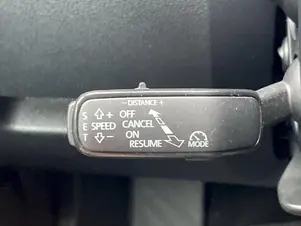 - DISTANCE +
S ⇧+ OFF
E SPEED CANCEL
T ⇩- ON
RESUME MODE